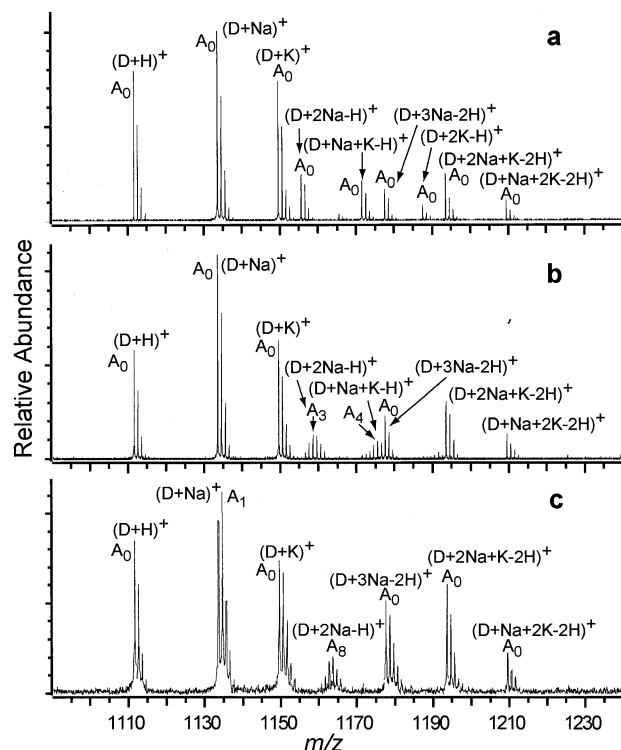 a
(D+Na)⁺
A₀
(D+H)⁺
A₀
(D+K)⁺
A₀
(D+2Na-H)⁺
A₀
(D+Na+K-H)⁺
A₀
(D+3Na-2H)⁺
A₀
(D+2K-H)⁺
A₀
(D+2Na+K-2H)⁺
A₀
(D+Na+2K-2H)⁺
A₀
Relative Abundance
b
A₀ (D+Na)⁺
(D+H)⁺
A₀
(D+K)⁺
A₀
(D+2Na-H)⁺
A₃
(D+Na+K-H)⁺
A₄
(D+3Na-2H)⁺
A₀
(D+2Na+K-2H)⁺
(D+Na+2K-2H)⁺
c
(D+Na)⁺ A₁
(D+H)⁺
A₀
(D+K)⁺
A₀
(D+2Na-H)⁺
A₈
(D+3Na-2H)⁺
A₀
(D+2Na+K-2H)⁺
A₀
(D+Na+2K-2H)⁺
A₀
1110 1130 1150 1170 1190 1210 1230
m/z